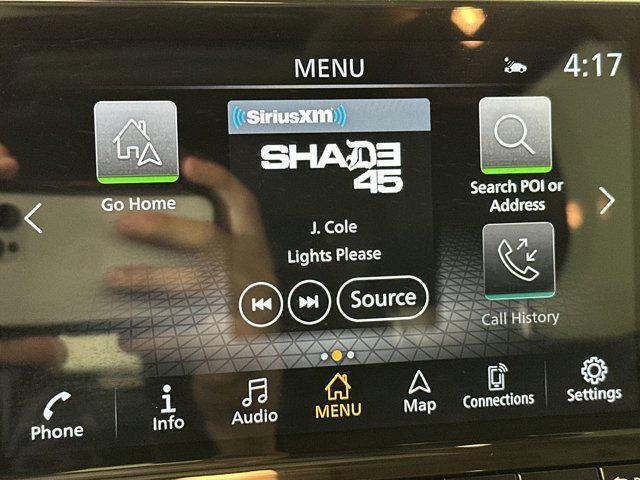 MENU
4:17
SiriusXM
SHADE
45
J. Cole
Lights Please
Source
Go Home
Search POI or
Address
Call History
Phone
Info
Audio
MENU
Map
Connections
Settings